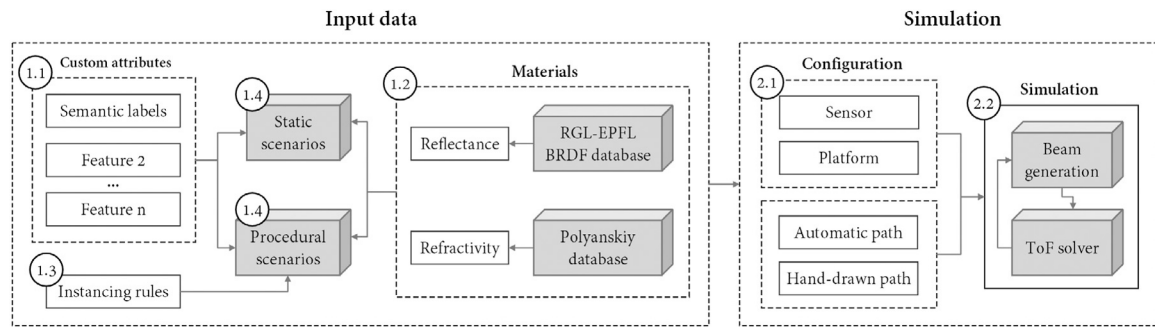 Input data
1.1
Custom attributes
Semantic labels
Feature 2
...
Feature n
1.3
Instancing rules
1.4
Static
scenarios
1.4
Procedural
scenarios
1.2
Materials
Reflectance
RGL-EPFL
BRDF database
Refractivity
Polyanskiy
database
Simulation
2.1
Configuration
Sensor
Platform
Automatic path
Hand-drawn path
2.2
Simulation
Beam
generation
ToF solver